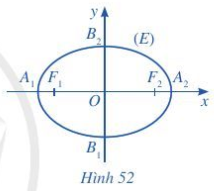 y
B₂ (E)
A₁ F₁ F₂ A₂
O x
B₁
Hình 52